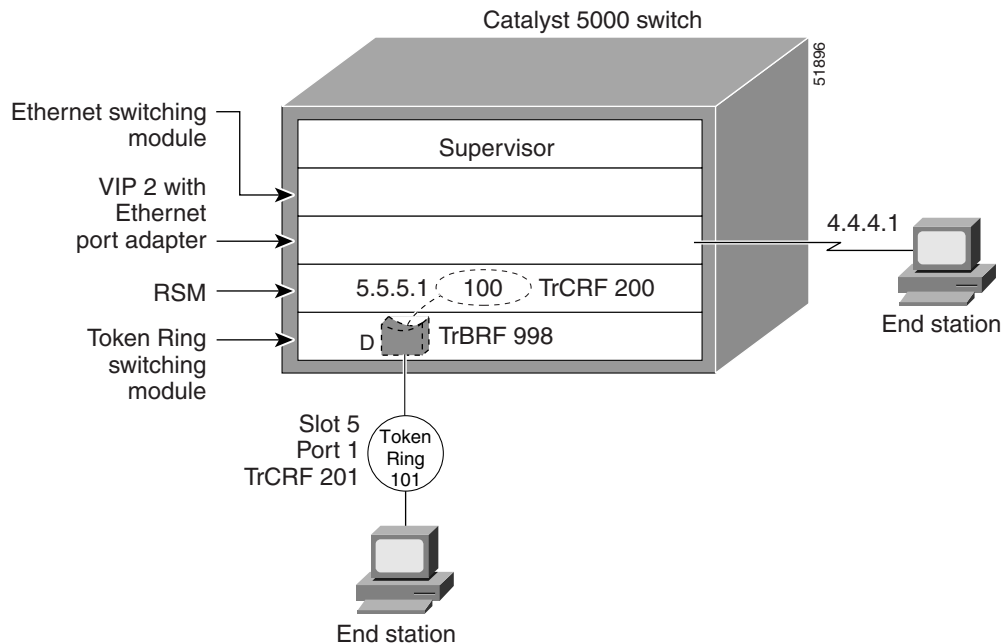 Catalyst 5000 switch
51896
Ethernet switching
module
Supervisor
VIP 2 with
Ethernet
port adapter
4.4.4.1
End station
RSM
5.5.5.1
100
TrCRF 200
Token Ring
switching
module
D
TrBRF 998
Slot 5
Port 1
TrCRF 201
Token
Ring
101
End station